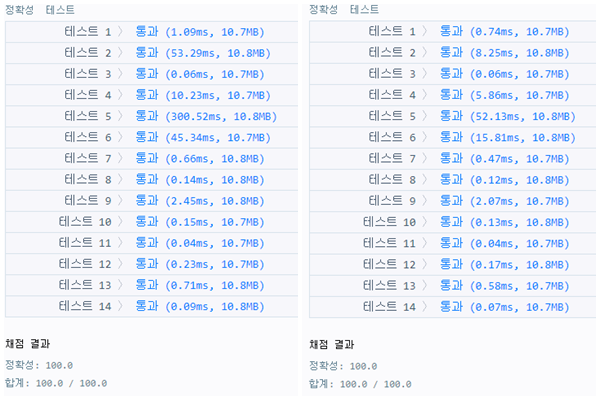 정확성 테스트
테스트 1 〉 통과 (1.09ms, 10.7MB)
테스트 2 〉 통과 (53.29ms, 10.8MB)
테스트 3 〉 통과 (0.06ms, 10.7MB)
테스트 4 〉 통과 (10.23ms, 10.7MB)
테스트 5 〉 통과 (300.52ms, 10.8MB)
테스트 6 〉 통과 (45.34ms, 10.7MB)
테스트 7 〉 통과 (0.66ms, 10.8MB)
테스트 8 〉 통과 (0.14ms, 10.8MB)
테스트 9 〉 통과 (2.45ms, 10.8MB)
테스트 10 〉 통과 (0.15ms, 10.7MB)
테스트 11 〉 통과 (0.04ms, 10.7MB)
테스트 12 〉 통과 (0.23ms, 10.7MB)
테스트 13 〉 통과 (0.71ms, 10.8MB)
테스트 14 〉 통과 (0.09ms, 10.8MB)
채점 결과
정확성: 100.0
합계: 100.0 / 100.0
정확성 테스트
테스트 1 〉 통과 (0.74ms, 10.7MB)
테스트 2 〉 통과 (8.25ms, 10.8MB)
테스트 3 〉 통과 (0.06ms, 10.7MB)
테스트 4 〉 통과 (5.86ms, 10.7MB)
테스트 5 〉 통과 (52.13ms, 10.8MB)
테스트 6 〉 통과 (15.81ms, 10.8MB)
테스트 7 〉 통과 (0.47ms, 10.7MB)
테스트 8 〉 통과 (0.12ms, 10.7MB)
테스트 9 〉 통과 (2.07ms, 10.8MB)
테스트 10 〉 통과 (0.13ms, 10.8MB)
테스트 11 〉 통과 (0.04ms, 10.7MB)
테스트 12 〉 통과 (0.17ms, 10.8MB)
테스트 13 〉 통과 (0.58ms, 10.7MB)
테스트 14 〉 통과 (0.07ms, 10.7MB)
채점 결과
정확성: 100.0
합계: 100.0 / 100.0